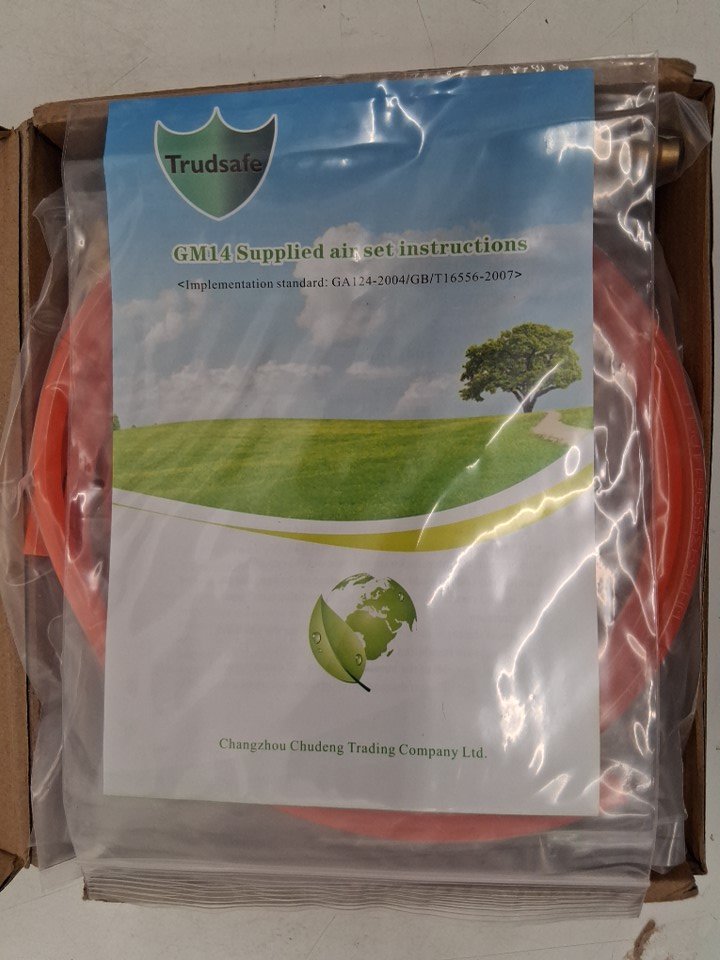 Trudsafe
GM14 Supplied air set instructions
<Implementation standard: GA124-2004/GB/T16556-2007>
Changzhou Chudeng Trading Company Ltd.